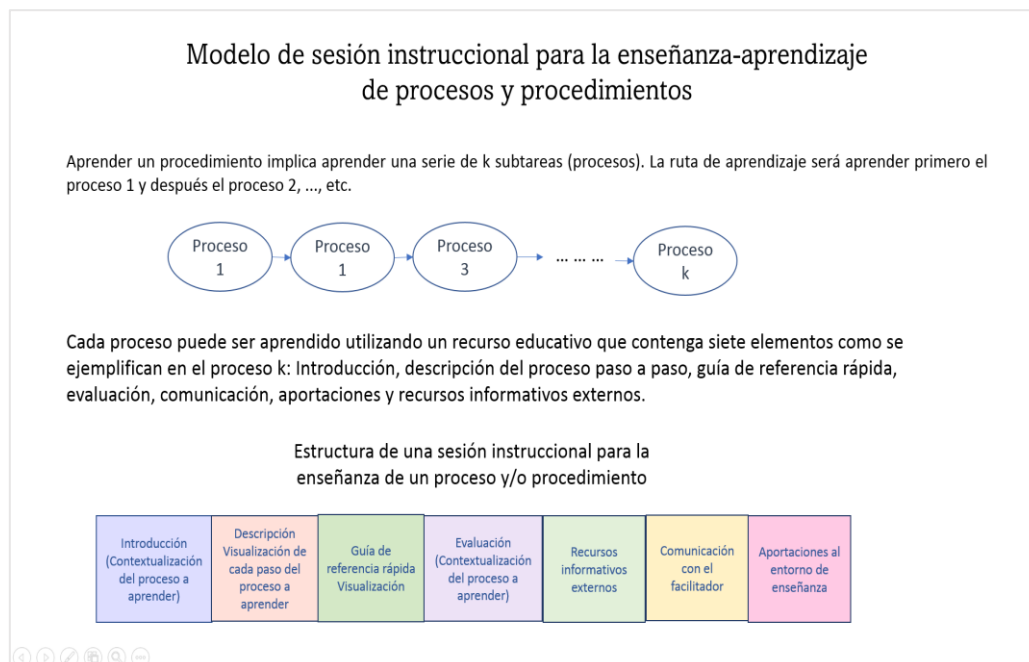 Modelo de sesión instruccional para la enseñanza-aprendizaje
de procesos y procedimientos
Aprender un procedimiento implica aprender una serie de k subtareas (procesos). La ruta de aprendizaje será aprender primero el
proceso 1 y después el proceso 2, ..., etc.
Proceso
1
Proceso
1
Proceso
3
... ... ...
Proceso
k
Cada proceso puede ser aprendido utilizando un recurso educativo que contenga siete elementos como se
ejemplifican en el proceso k: Introducción, descripción del proceso paso a paso, guía de referencia rápida,
evaluación, comunicación, aportaciones y recursos informativos externos.
Estructura de una sesión instruccional para la
enseñanza de un proceso y/o procedimiento
Introducción
(Contextualización
del proceso a
aprender)
Descripción
Visualización de
cada paso del
proceso a
aprender
Guía de
referencia rápida
Visualización
Evaluación
(Contextualización
del proceso a
aprender)
Recursos
informativos
externos
Comunicación
con el
facilitador
Aportaciones al
entorno de
enseñanza